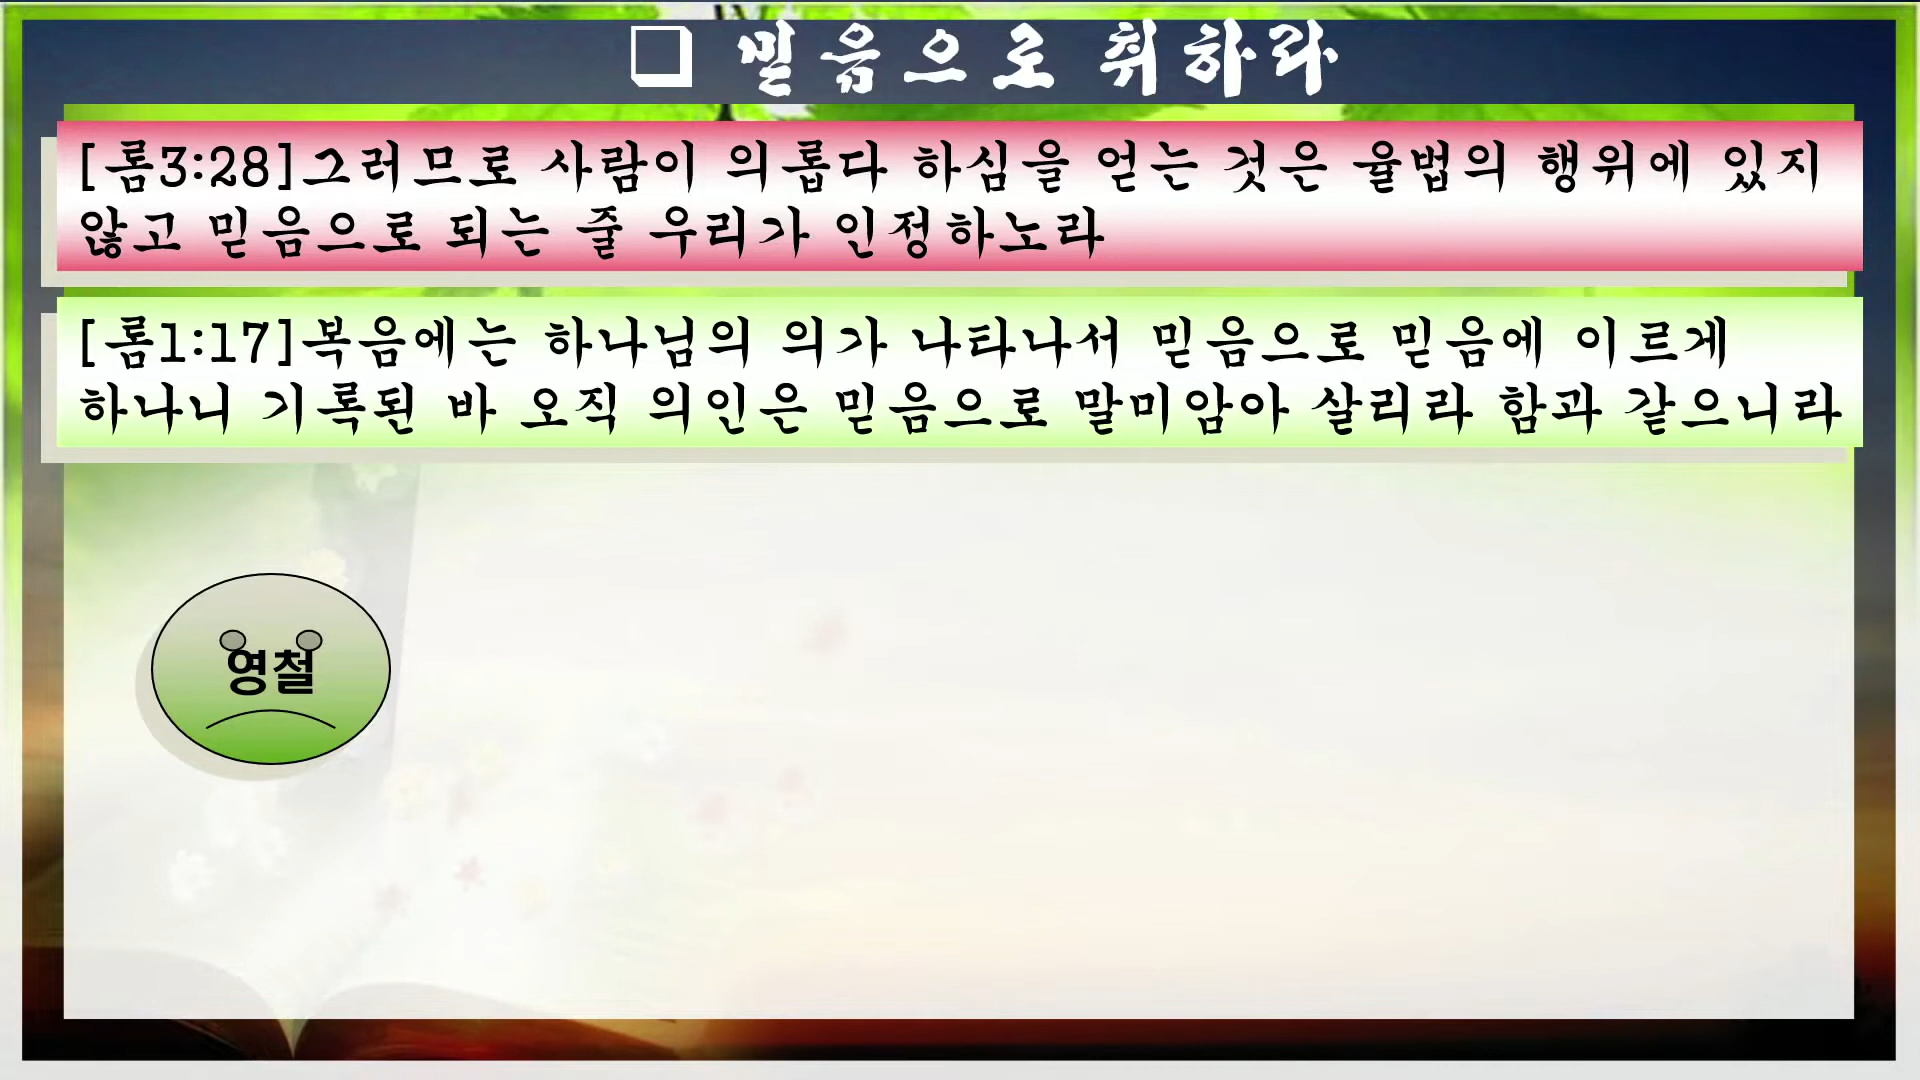 ❑ 믿음으로 취하라
[롬3:28]그러므로 사람이 의롭다 하심을 얻는 것은 율법의 행위에 있지
않고 믿음으로 되는 줄 우리가 인정하노라
[롬1:17]복음에는 하나님의 의가 나타나서 믿음으로 믿음에 이르게
하나니 기록된 바 오직 의인은 믿음으로 말미암아 살리라 함과 같으니라
영철